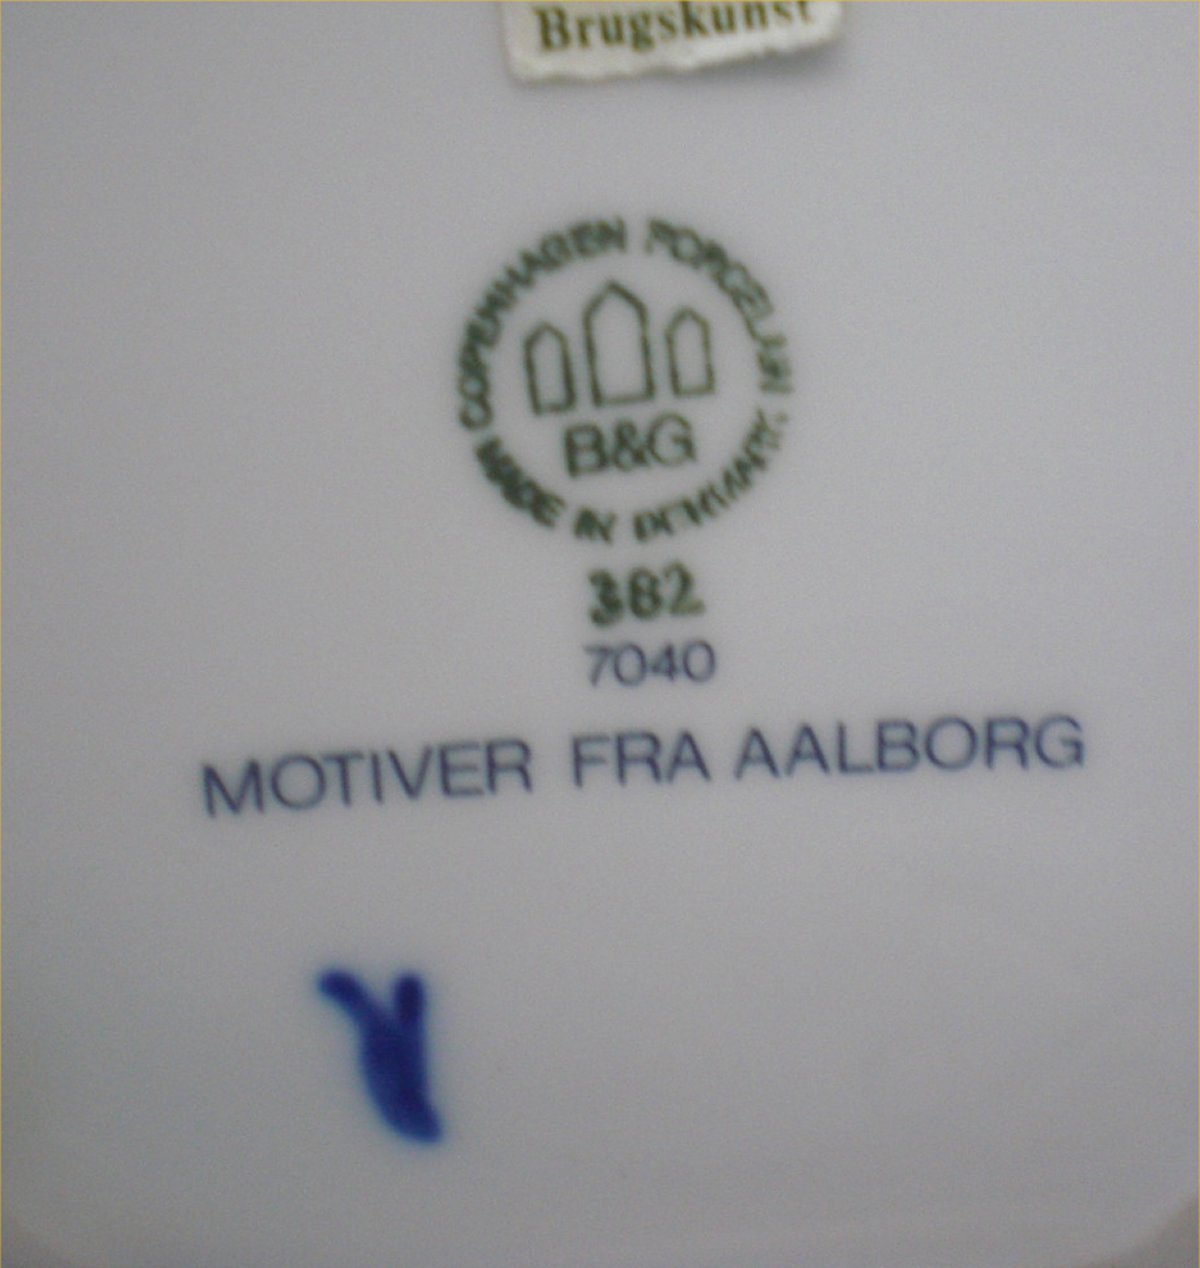 Brugskunst
COPENHAGEN PORCELAIN
B&G
MADE IN DENMARK
382
7040
MOTIVER FRA AALBORG